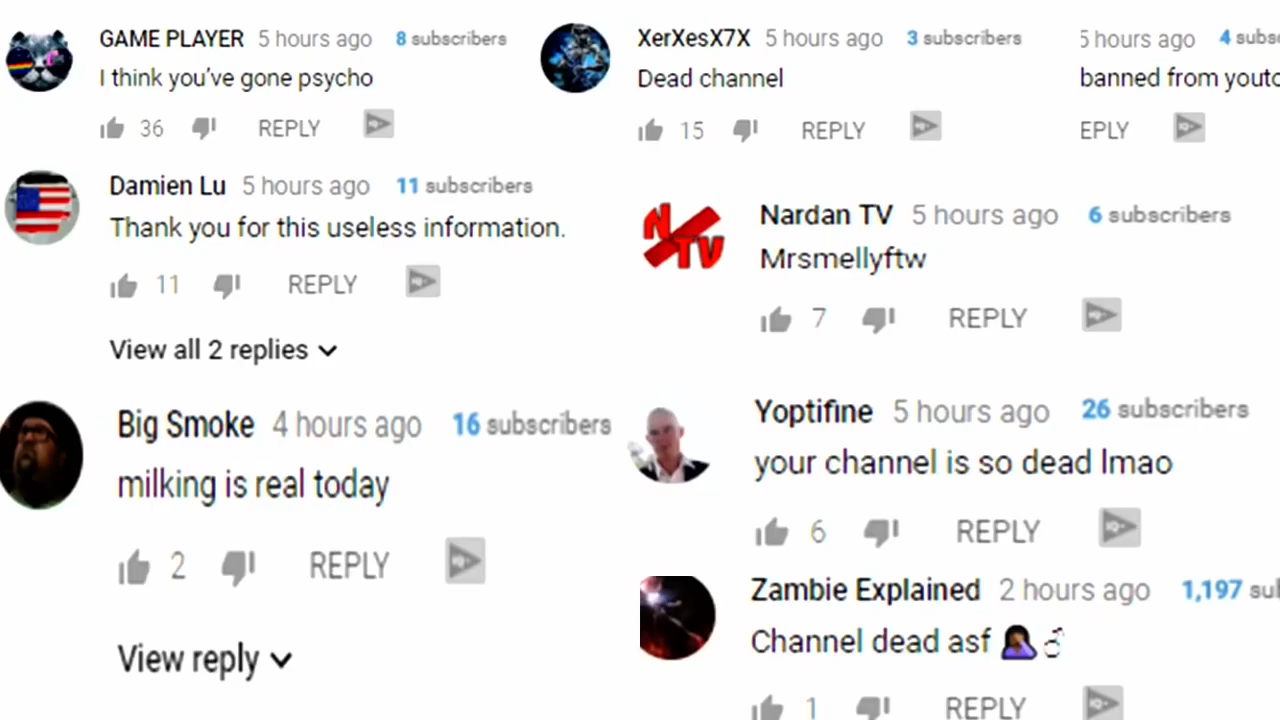 GAME PLAYER 5 hours ago 8 subscribers
I think you've gone psycho
36 REPLY
XerXesX7X 5 hours ago 3 subscribers
Dead channel
15 REPLY
5 hours ago 4
banned from
EPLY
Damien Lu 5 hours ago 11 subscribers
Thank you for this useless information.
11 REPLY
View all 2 replies
NTV
Nardan TV 5 hours ago 6 subscribers
Mrsmellyftw
7 REPLY
Big Smoke 4 hours ago 16 subscribers
milking is real today
2 REPLY
View reply
Yoptifine 5 hours ago 26 subscribers
your channel is so dead lmao
6 REPLY
Zambie Explained 2 hours ago 1,197
Channel dead asf
1 REPLY